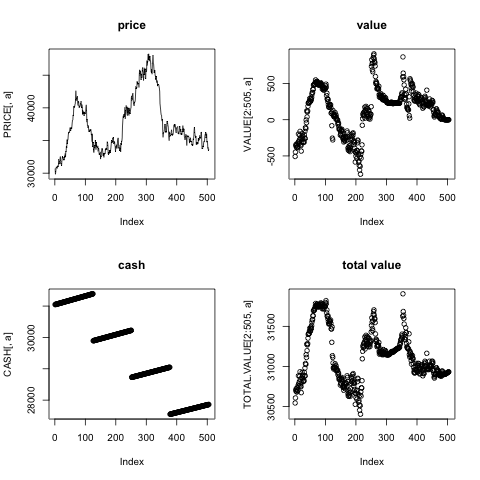 price
PRICE[, a]
30000
40000
0 100 200 300 400 500
Index
value
VALUE[2:505, a]
-500
0
500
0 100 200 300 400 500
Index
cash
CASH[, a]
28000
30000
0 100 200 300 400 500
Index
total value
TOTAL.VALUE[2:505, a]
30500
31500
0 100 200 300 400 500
Index